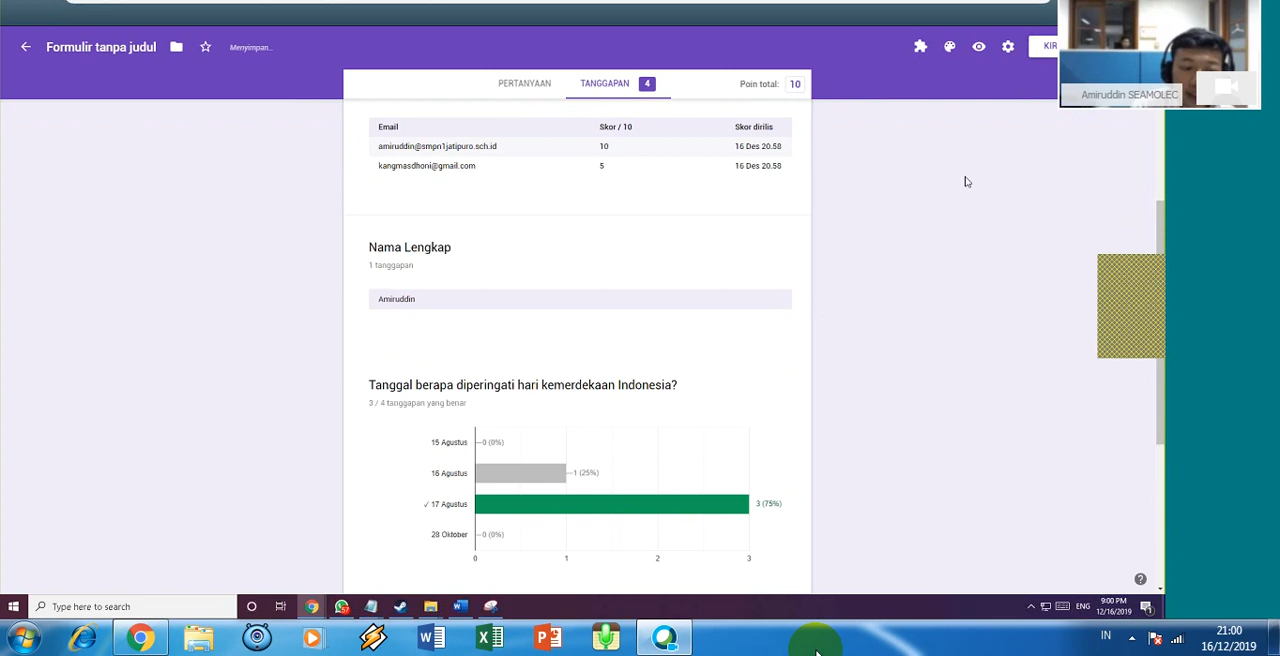 Formulir tanpa judul
Menyimpan...
KIR
Amiruddin SEAMOLEC
PERTANYAAN
TANGGAPAN
4
Poin total:
10
Email
Skor / 10
Skor dirilis
amiruddin@smpn1jatipuro.sch.id
10
16 Des 20.58
kangmasdhoni@gmail.com
5
16 Des 20.58
Nama Lengkap
1 tanggapan
Amiruddin
Tanggal berapa diperingati hari kemerdekaan Indonesia?
3 / 4 tanggapan yang benar
15 Agustus
0 (0%)
16 Agustus
1 (25%)
✓ 17 Agustus
3 (75%)
28 Oktober
0 (0%)
0 1 2 3
Type here to search
ENG
9:00 PM
12/16/2019
IN
21:00
16/12/2019